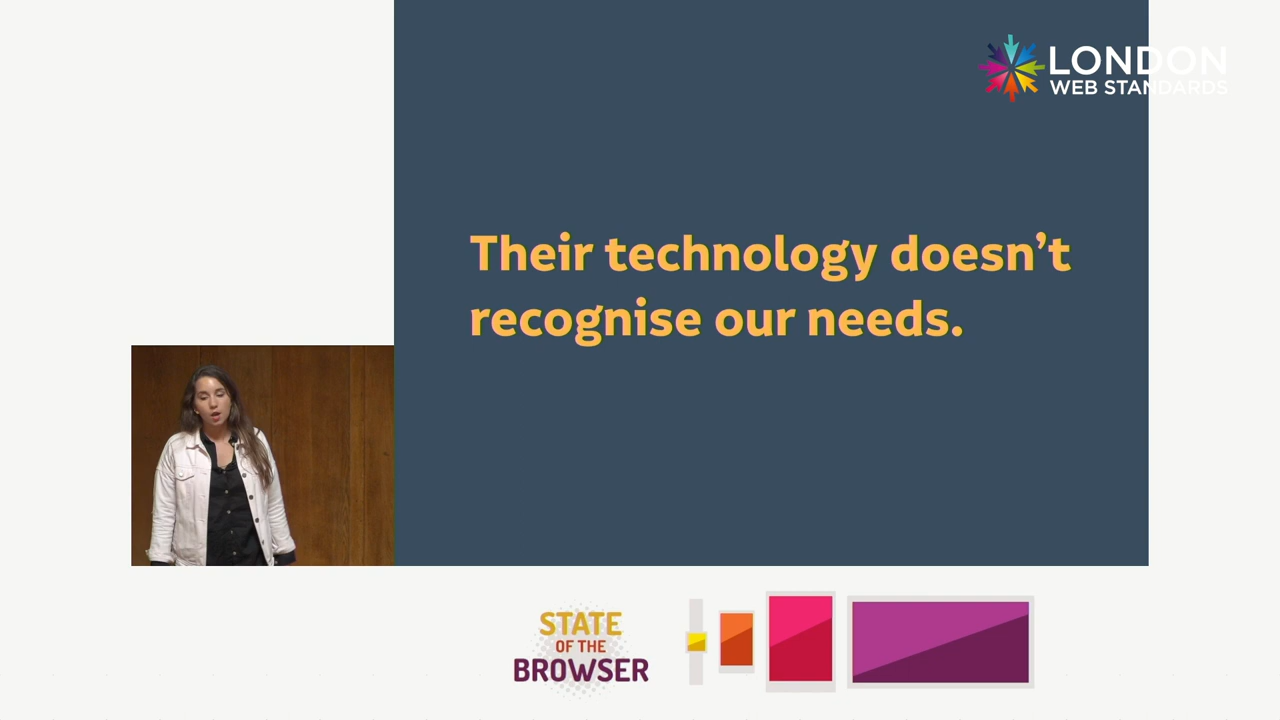 LONDON
WEB STANDARDS
Their technology doesn’t
recognise our needs.
STATE
OF THE
BROWSER